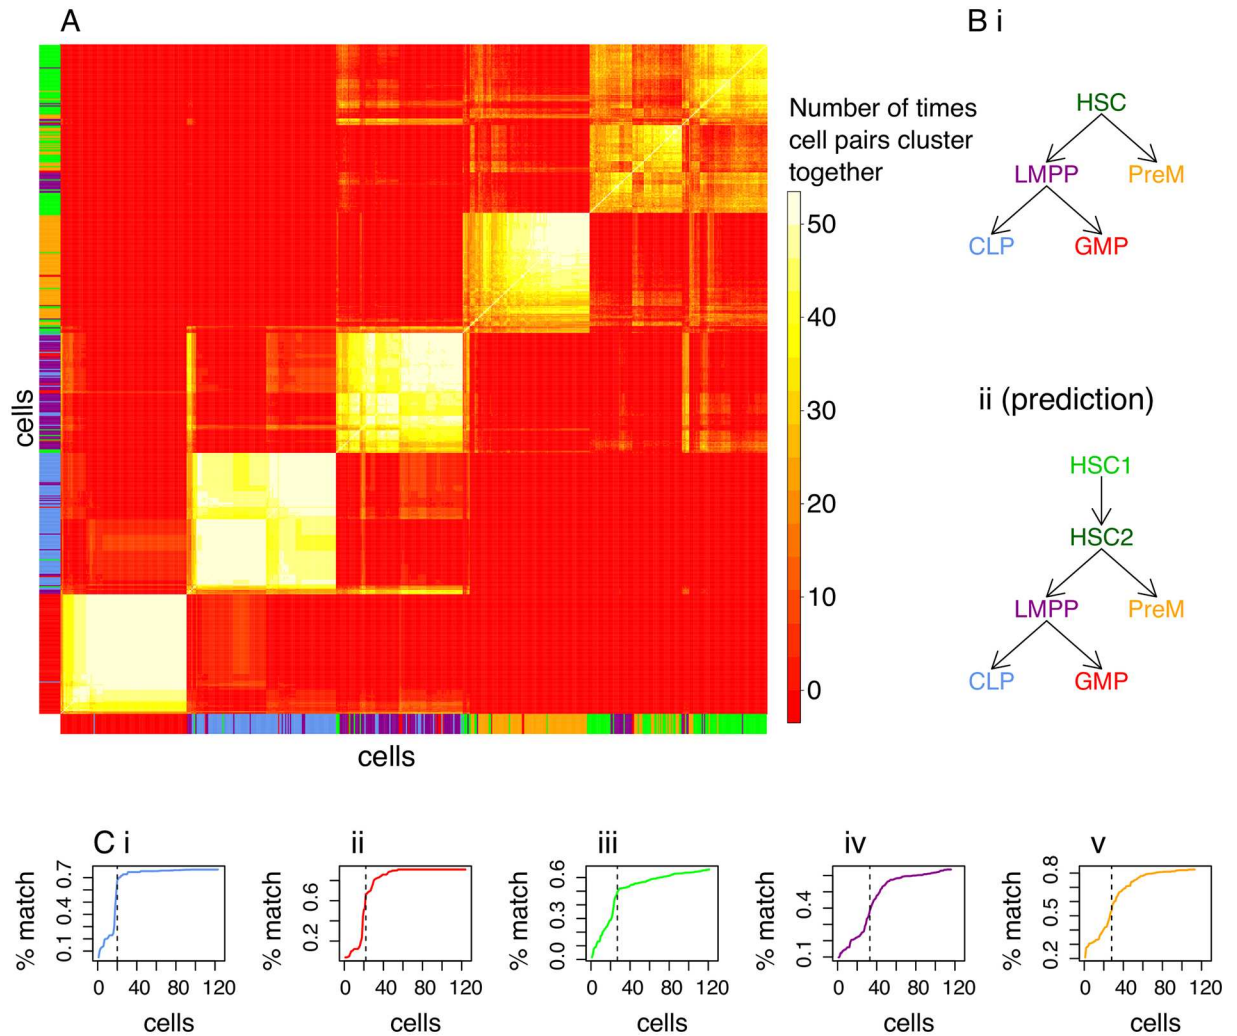 A
B i
Number of times
cell pairs cluster
together
50
40
30
20
10
0
cells
cells
HSC
LMPP PreM
CLP GMP
ii (prediction)
HSC1
HSC2
LMPP PreM
CLP GMP
C i
% match
0.1 0.4 0.7
0 40 80 120
cells
ii
% match
0.2 0.6
0 40 80 120
cells
iii
% match
0.0 0.3 0.6
0 40 80 120
cells
iv
% match
0.4
0 40 80 120
cells
v
% match
0.2 0.5 0.8
0 40 80 120
cells